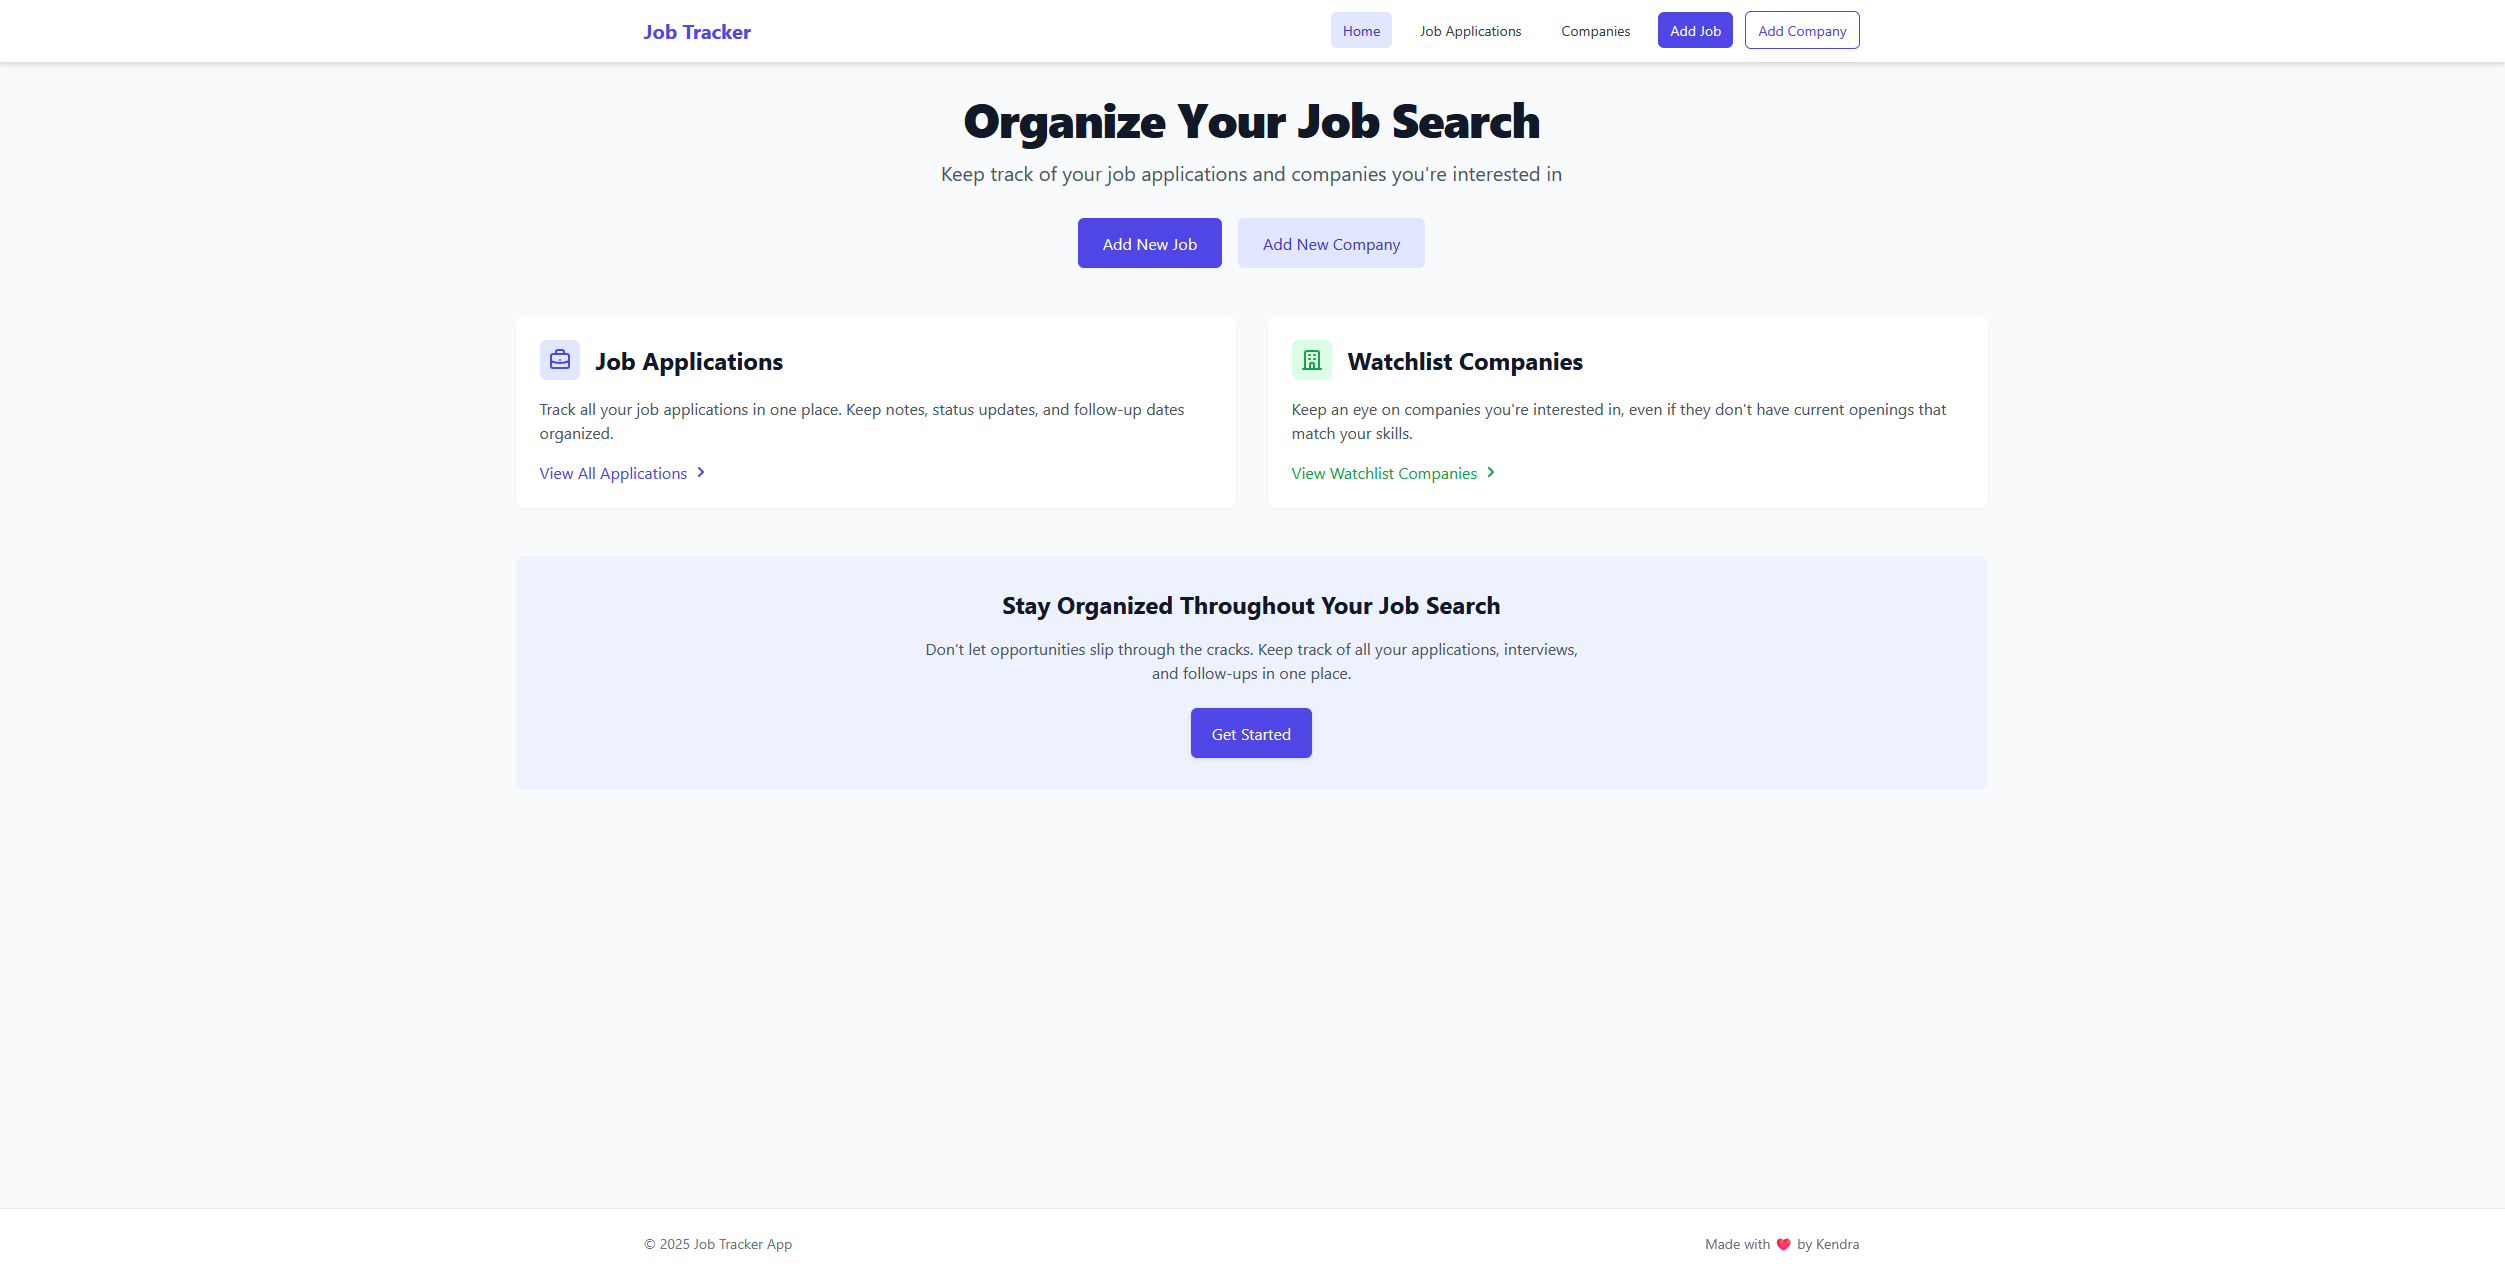 Job Tracker
Home
Job Applications
Companies
Add Job
Add Company
Organize Your Job Search
Keep track of your job applications and companies you're interested in
Add New Job
Add New Company
Job Applications
Track all your job applications in one place. Keep notes, status updates, and follow-up dates
organized.
View All Applications
Watchlist Companies
Keep an eye on companies you're interested in, even if they don't have current openings that
match your skills.
View Watchlist Companies
Stay Organized Throughout Your Job Search
Don't let opportunities slip through the cracks. Keep track of all your applications, interviews,
and follow-ups in one place.
Get Started
© 2025 Job Tracker App
Made with ❤️ by Kendra